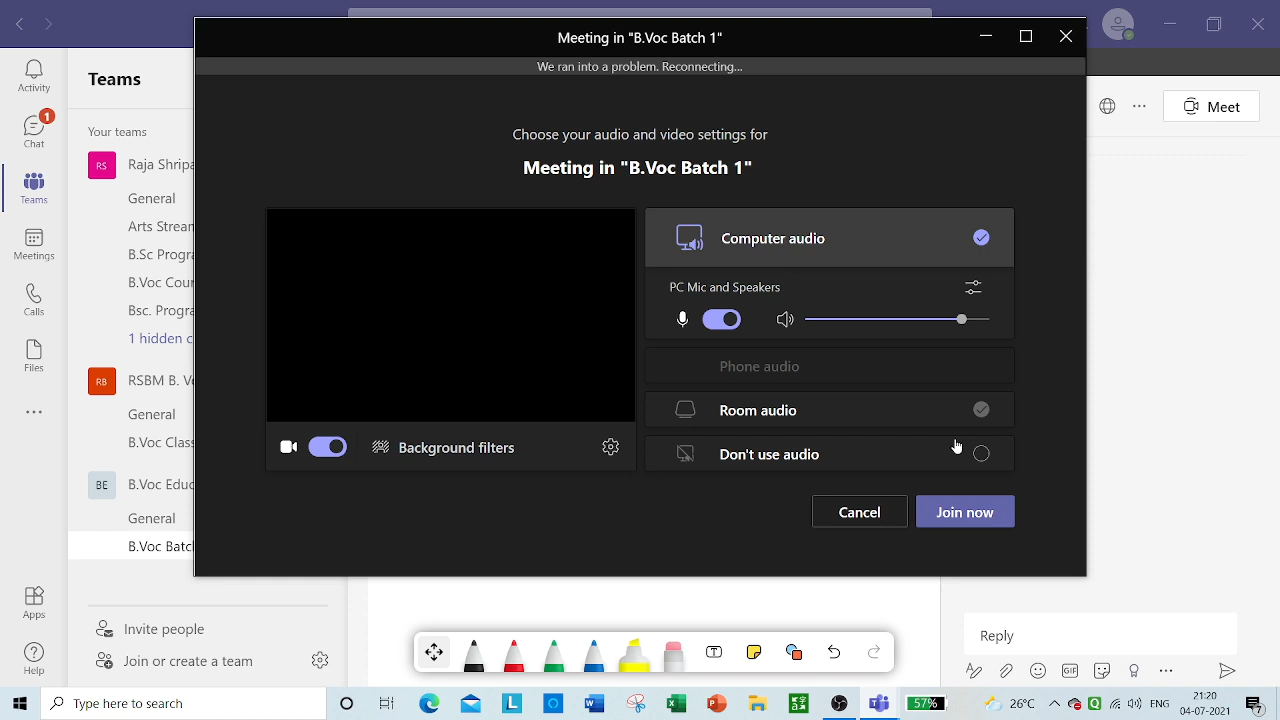 Meeting in "B.Voc Batch 1"
We ran into a problem. Reconnecting...
Activity
1
Chat
Teams
Meetings
Calls
Files
Apps
Help
Teams
Your teams
RS Raja Shripa
General
Arts Strean
B.Sc Progra
B.Voc Cour
Bsc. Progra
1 hidden c
RB RSBM B. Vo
General
B.Voc Class
BE B.Voc Educ
General
B.Voc Batc
Invite people
Join or create a team
Choose your audio and video settings for
Meeting in "B.Voc Batch 1"
Background filters
Computer audio
PC Mic and Speakers
Phone audio
Room audio
Don't use audio
Cancel Join now
Meet
Reply
GIF
T
Type here to search
57%
26°C
ENG
21:20
04-07-2021
7